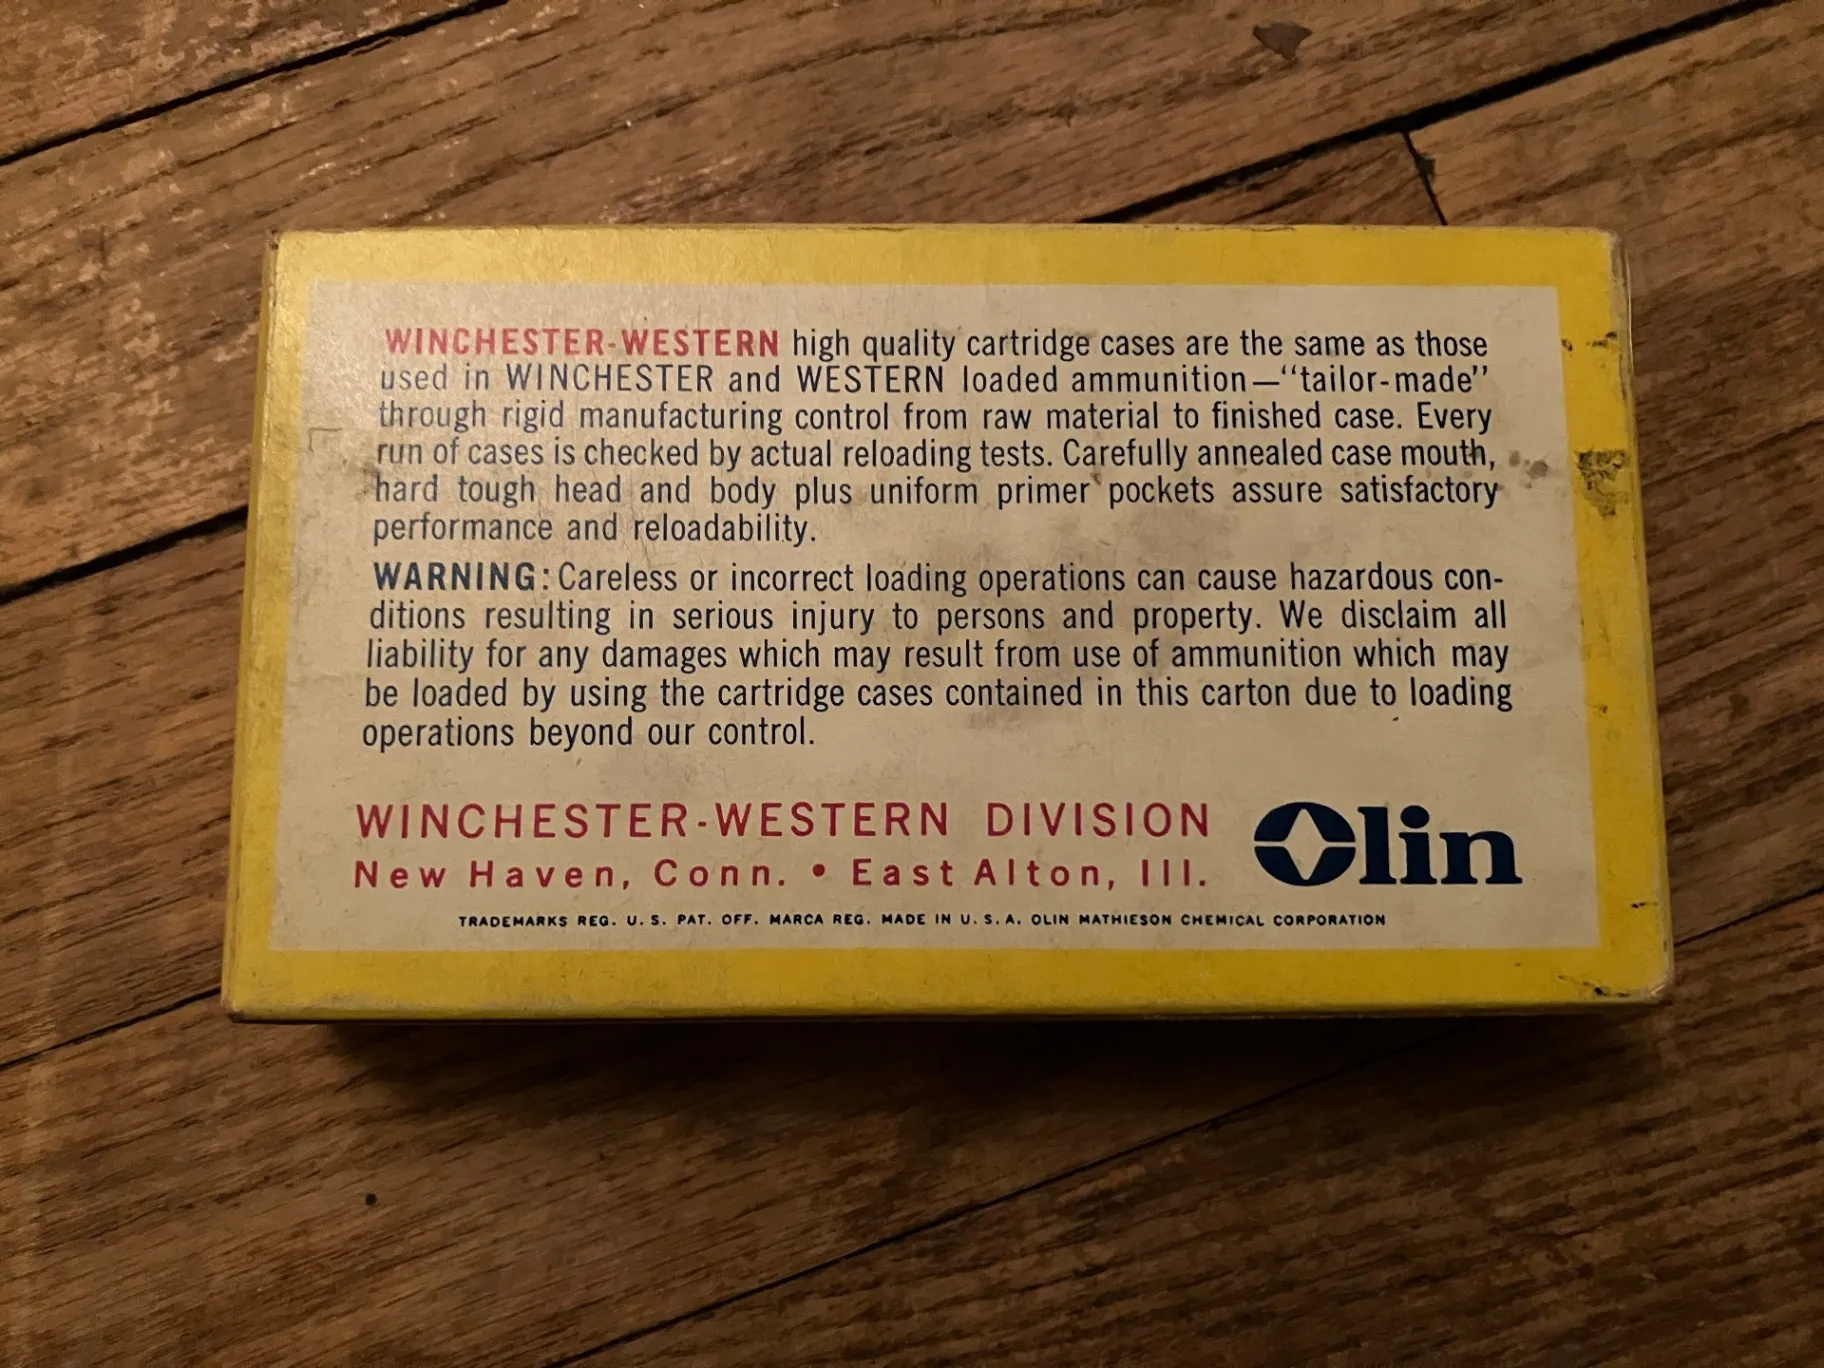 WINCHESTER-WESTERN high quality cartridge cases are the same as those
used in WINCHESTER and WESTERN loaded ammunition—“tailor-made”
through rigid manufacturing control from raw material to finished case. Every
run of cases is checked by actual reloading tests. Carefully annealed case mouth,
hard tough head and body plus uniform primer pockets assure satisfactory
performance and reloadability.
WARNING: Careless or incorrect loading operations can cause hazardous con-
ditions resulting in serious injury to persons and property. We disclaim all
liability for any damages which may result from use of ammunition which may
be loaded by using the cartridge cases contained in this carton due to loading
operations beyond our control.
WINCHESTER-WESTERN DIVISION
New Haven, Conn. • East Alton, Ill.
Olin
TRADEMARKS REG. U. S. PAT. OFF. MARCA REG. MADE IN U. S. A. OLIN MATHIESON CHEMICAL CORPORATION